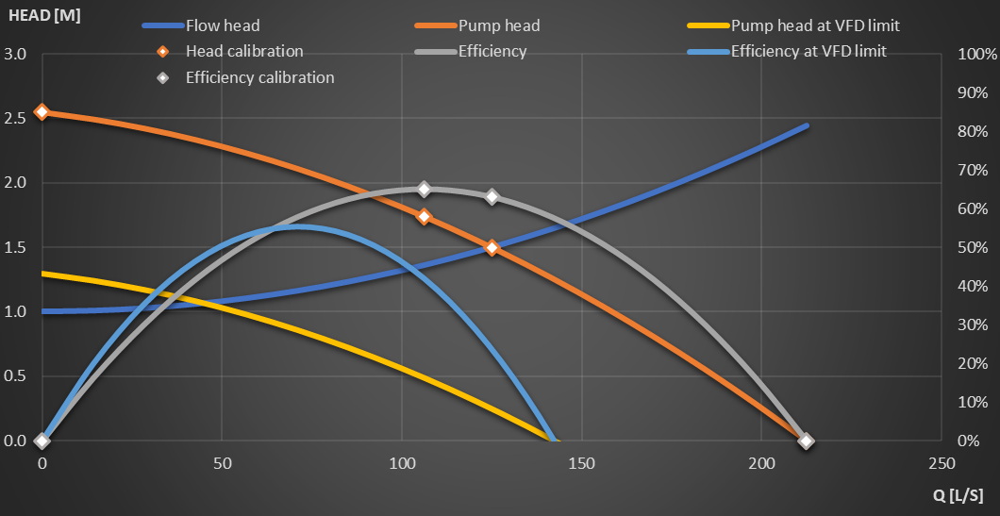 HEAD [M]
Flow head Pump head Pump head at VFD limit
Head calibration Efficiency Efficiency at VFD limit
Efficiency calibration
3.0 100%
90%
2.5 80%
2.0 70%
60%
1.5 50%
40%
1.0 30%
0.5 20%
10%
0.0 0%
0 50 100 150 200 250
Q [L/S]